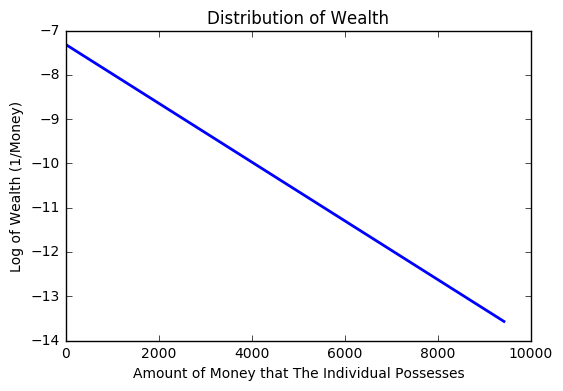 Distribution of Wealth
−7
−8
−9
−10
−11
−12
−13
−14
Log of Wealth (1/Money)
0 2000 4000 6000 8000 10000
Amount of Money that The Individual Possesses